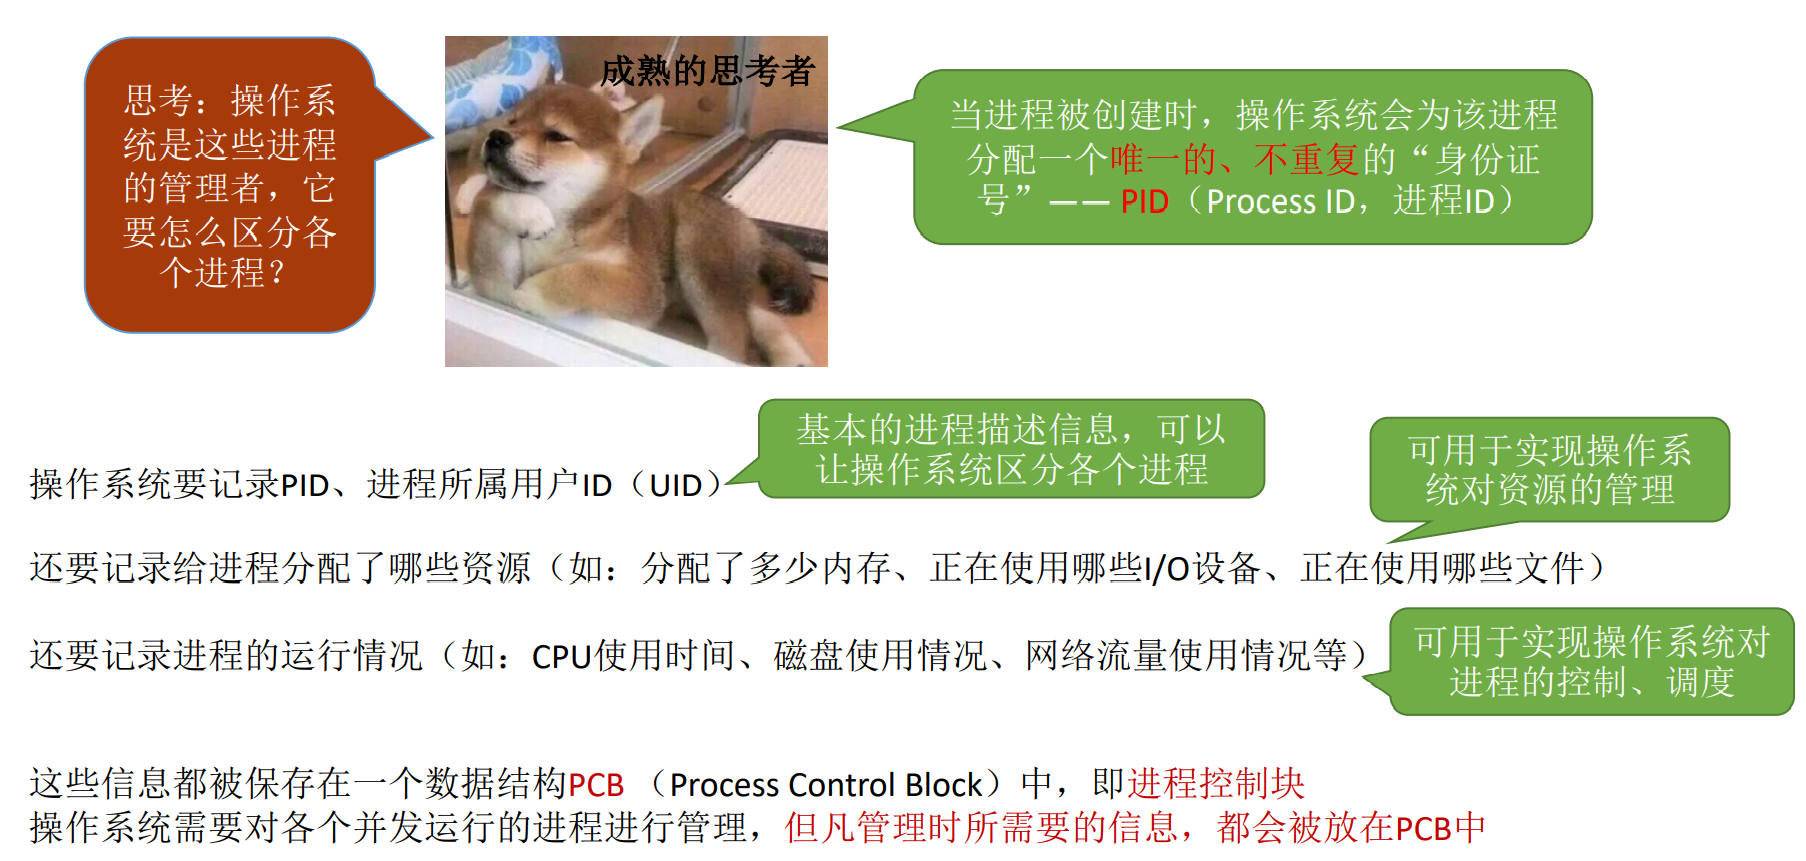 思考：操作系
统是这些进程
的管理者，它
要怎么区分各
个进程？
成熟的思考者
当进程被创建时，操作系统会为该进程
分配一个唯一的、不重复的“身份证
号”—— PID（Process ID，进程ID）
基本的进程描述信息，可以
让操作系统区分各个进程
操作系统要记录PID、进程所属用户ID（UID）
可用于实现操作系
统对资源的管理
还要记录给进程分配了哪些资源（如：分配了多少内存、正在使用哪些I/O设备、正在使用哪些文件）
还要记录进程的运行情况（如：CPU使用时间、磁盘使用情况、网络流量使用情况等）
可用于实现操作系统对
进程的控制、调度
这些信息都被保存在一个数据结构PCB （Process Control Block）中，即进程控制块
操作系统需要对各个并发运行的进程进行管理，但凡管理时所需要的信息，都会被放在PCB中